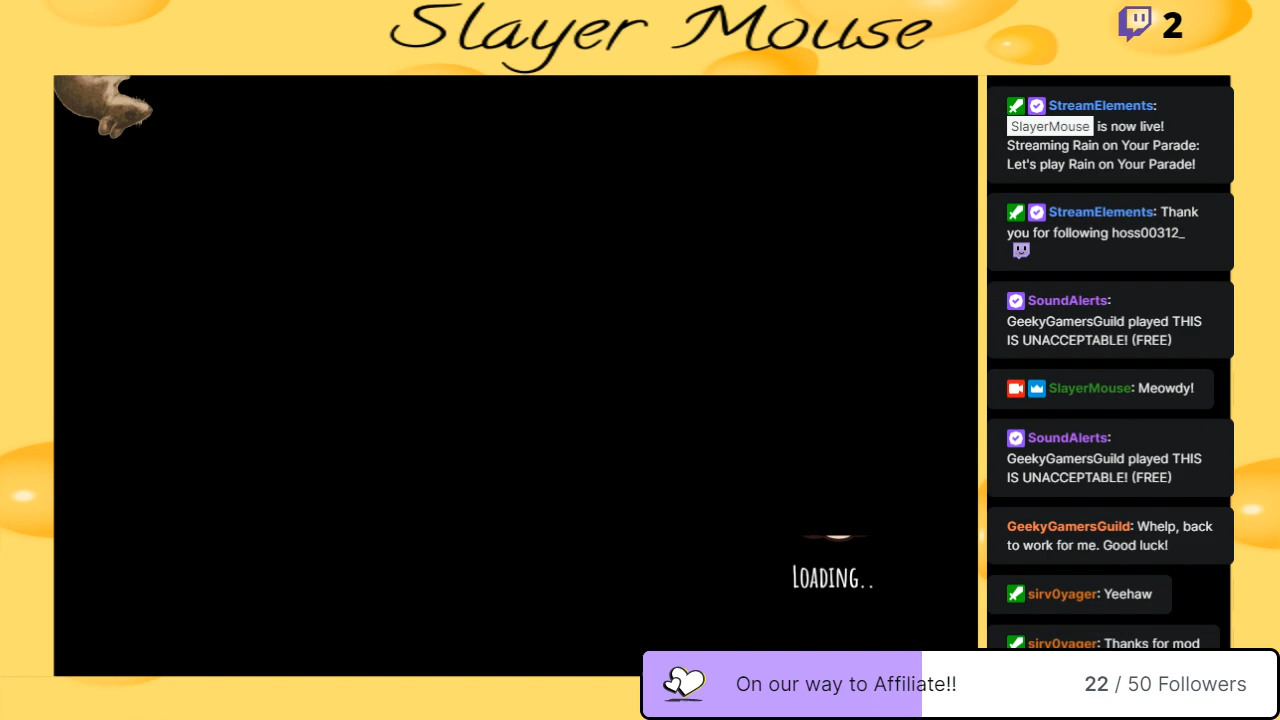 Slayer Mouse
2
StreamElements:
SlayerMouse is now live!
Streaming Rain on Your Parade:
Let's play Rain on Your Parade!
StreamElements: Thank
you for following hoss00312_
SoundAlerts:
GeekyGamersGuild played THIS
IS UNACCEPTABLE! (FREE)
SlayerMouse: Meowdy!
SoundAlerts:
GeekyGamersGuild played THIS
IS UNACCEPTABLE! (FREE)
GeekyGamersGuild: Whelp, back
to work for me. Good luck!
sirv0yager: Yeehaw
sirv0yager: Thanks for mod
Loading..
On our way to Affiliate!!
22 / 50 Followers